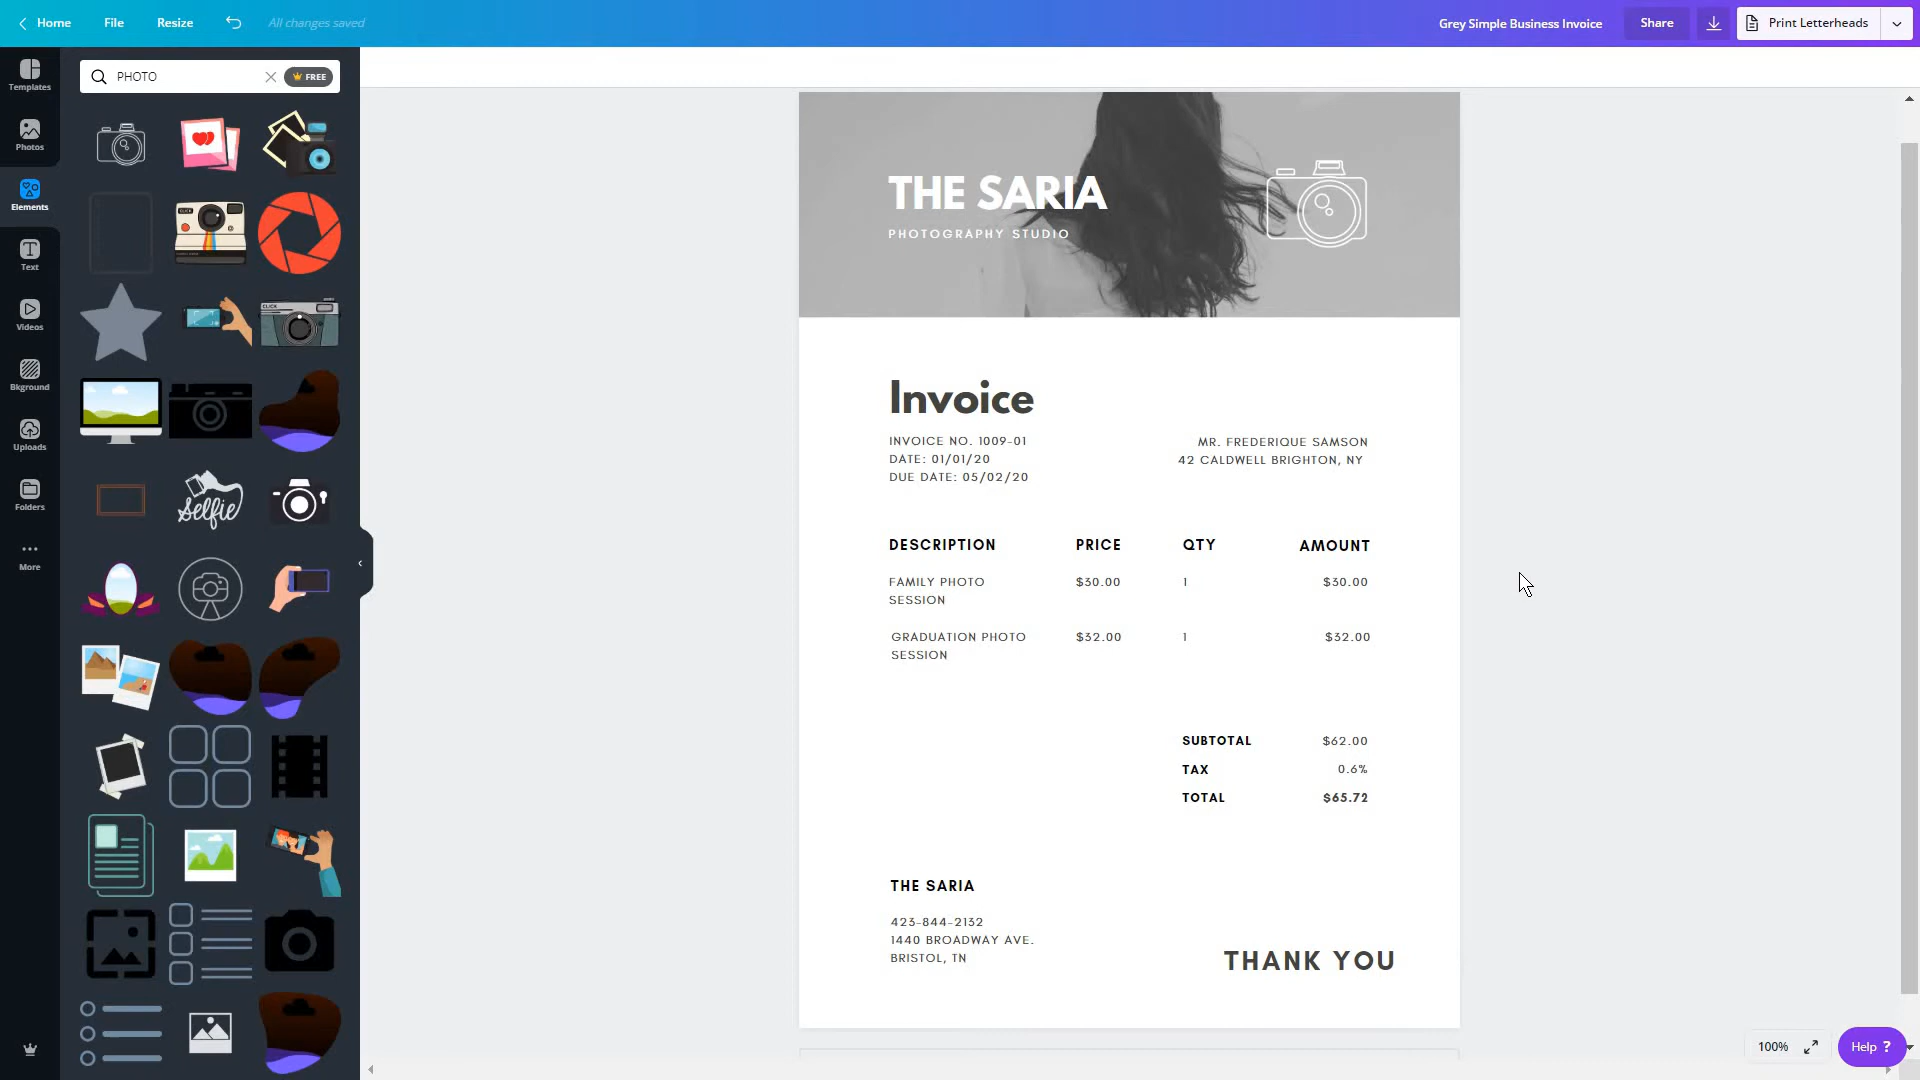 Home
File
Resize
All changes saved
Grey Simple Business Invoice
Share
Print Letterheads
Templates
Photos
Elements
Text
Videos
Bkground
Uploads
Folders
More
PHOTO
FREE
CLICK
CLICK
Selfie
THE SARIA
PHOTOGRAPHY STUDIO
Invoice
INVOICE NO. 1009-01
DATE: 01/01/20
DUE DATE: 05/02/20
MR. FREDERIQUE SAMSON
42 CALDWELL BRIGHTON, NY
DESCRIPTION PRICE QTY AMOUNT
FAMILY PHOTO SESSION $30.00 1 $30.00
GRADUATION PHOTO SESSION $32.00 1 $32.00
SUBTOTAL $62.00
TAX 0.6%
TOTAL $65.72
THE SARIA
423-844-2132
1440 BROADWAY AVE.
BRISTOL, TN
THANK YOU
100%
Help ?